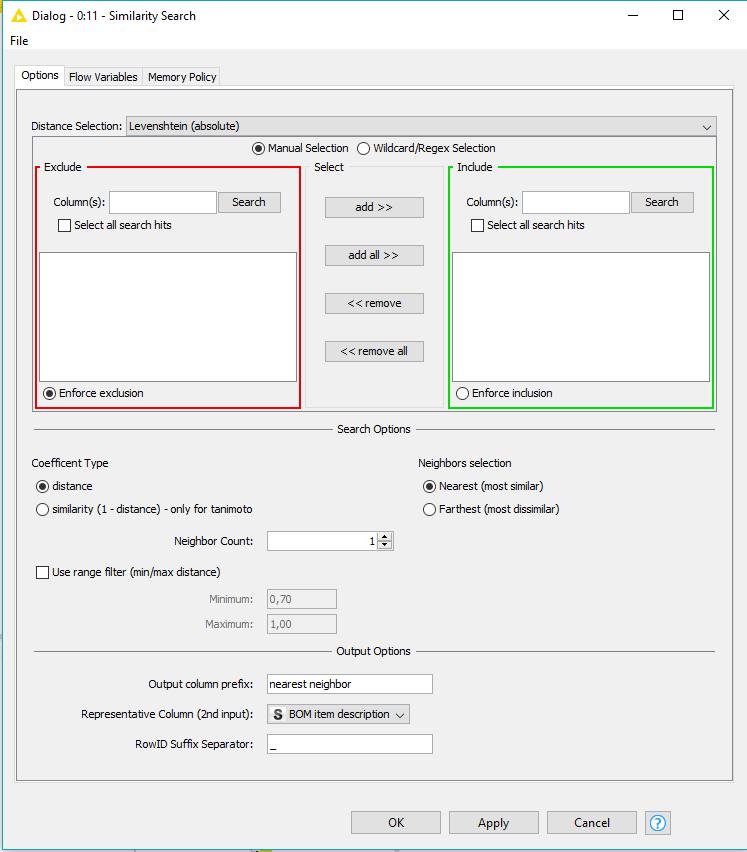 Dialog - 0:11 - Similarity Search
File
Options Flow Variables Memory Policy
Distance Selection: Levenshtein (absolute)
Manual Selection Wildcard/Regex Selection
Exclude Select Include
Column(s): Search add >> Column(s): Search
Select all search hits Select all search hits
add all >>
<< remove
<< remove all
Enforce exclusion Enforce inclusion
Search Options
Coefficent Type Neighbors selection
distance Nearest (most similar)
similarity (1 - distance) - only for tanimoto Farthest (most dissimilar)
Neighbor Count: 1
Use range filter (min/max distance)
Minimum: 0,70
Maximum: 1,00
Output Options
Output column prefix: nearest neighbor
Representative Column (2nd input): S BOM item description
RowID Suffix Separator: _
OK Apply Cancel ?